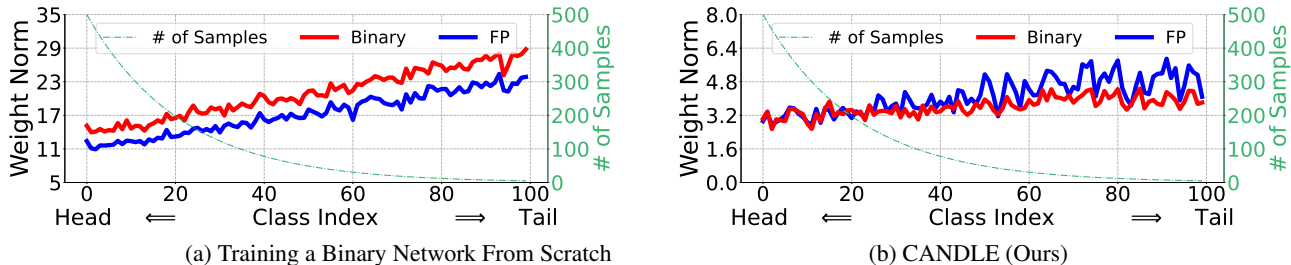 # of Samples Binary FP
Weight Norm
35
29
23
17
11
5
500
400
300
200
100
0
# of Samples
0 20 40 60 80 100
Head ⟸ Class Index ⟹ Tail
(a) Training a Binary Network From Scratch
# of Samples Binary FP
Weight Norm
8.0
6.4
4.8
3.2
1.6
0.0
500
400
300
200
100
0
# of Samples
0 20 40 60 80 100
Head ⟸ Class Index ⟹ Tail
(b) CANDLE (Ours)